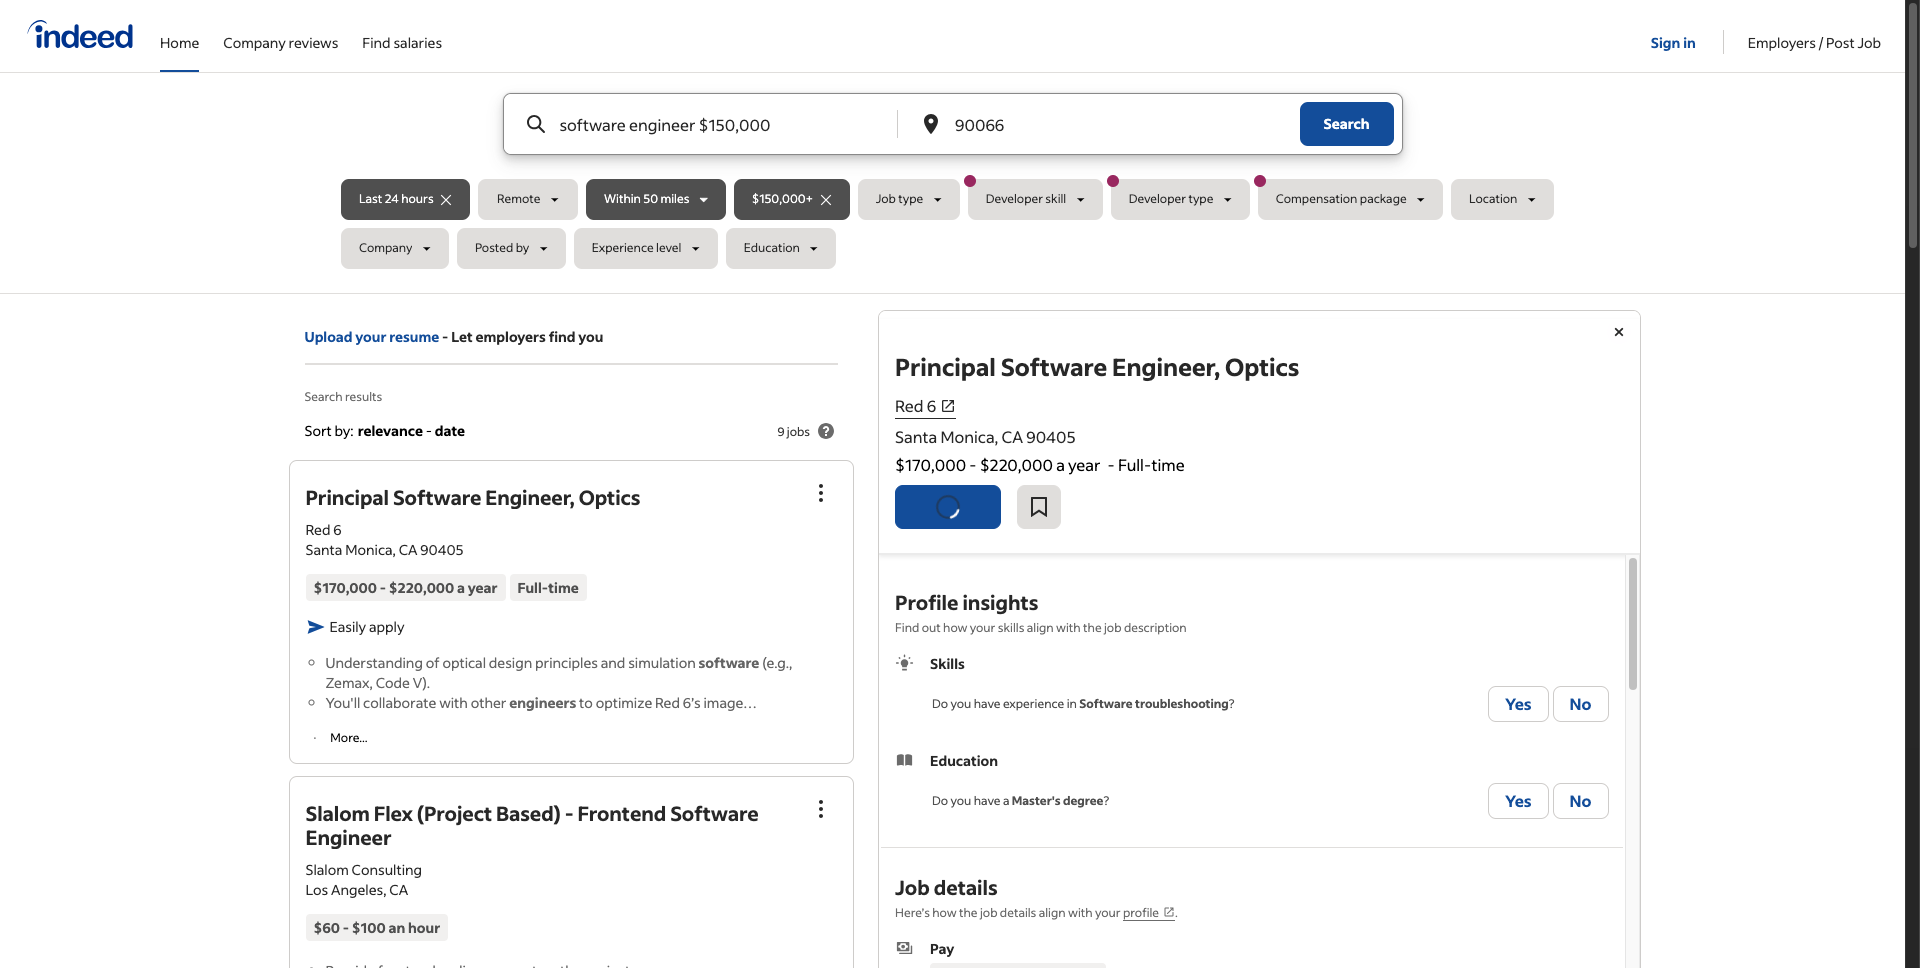 indeed
Home
Company reviews
Find salaries
Sign in
Employers / Post Job
software engineer $150,000
90066
Search
Last 24 hours
Remote
Within 50 miles
$150,000+
Job type
Developer skill
Developer type
Compensation package
Location
Company
Posted by
Experience level
Education
Upload your resume - Let employers find you
Search results
Sort by: relevance - date
9 jobs
Principal Software Engineer, Optics
Red 6
Santa Monica, CA 90405
$170,000 - $220,000 a year
Full-time
Easily apply
Understanding of optical design principles and simulation software (e.g.,
Zemax, Code V).
You'll collaborate with other engineers to optimize Red 6's image…
More...
Slalom Flex (Project Based) - Frontend Software
Engineer
Slalom Consulting
Los Angeles, CA
$60 - $100 an hour
Principal Software Engineer, Optics
Red 6
Santa Monica, CA 90405
$170,000 - $220,000 a year - Full-time
Profile insights
Find out how your skills align with the job description
Skills
Do you have experience in Software troubleshooting?
Yes
No
Education
Do you have a Master's degree?
Yes
No
Job details
Here's how the job details align with your profile.
Pay